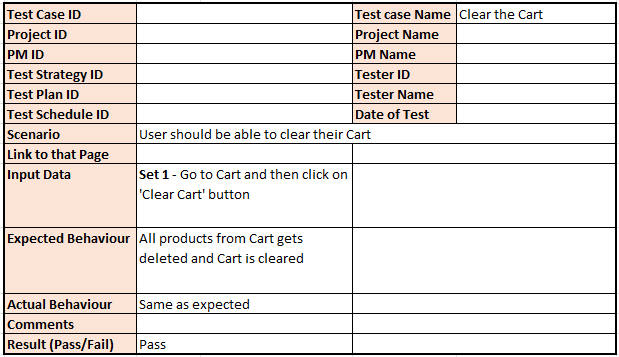 Test Case ID Test case Name Clear the Cart
Project ID Project Name
PM ID PM Name
Test Strategy ID Tester ID
Test Plan ID Tester Name
Test Schedule ID Date of Test
Scenario User should be able to clear their Cart
Link to that Page
Input Data Set 1 - Go to Cart and then click on
'Clear Cart' button
Expected Behaviour All products from Cart gets
deleted and Cart is cleared
Actual Behaviour Same as expected
Comments
Result (Pass/Fail) Pass